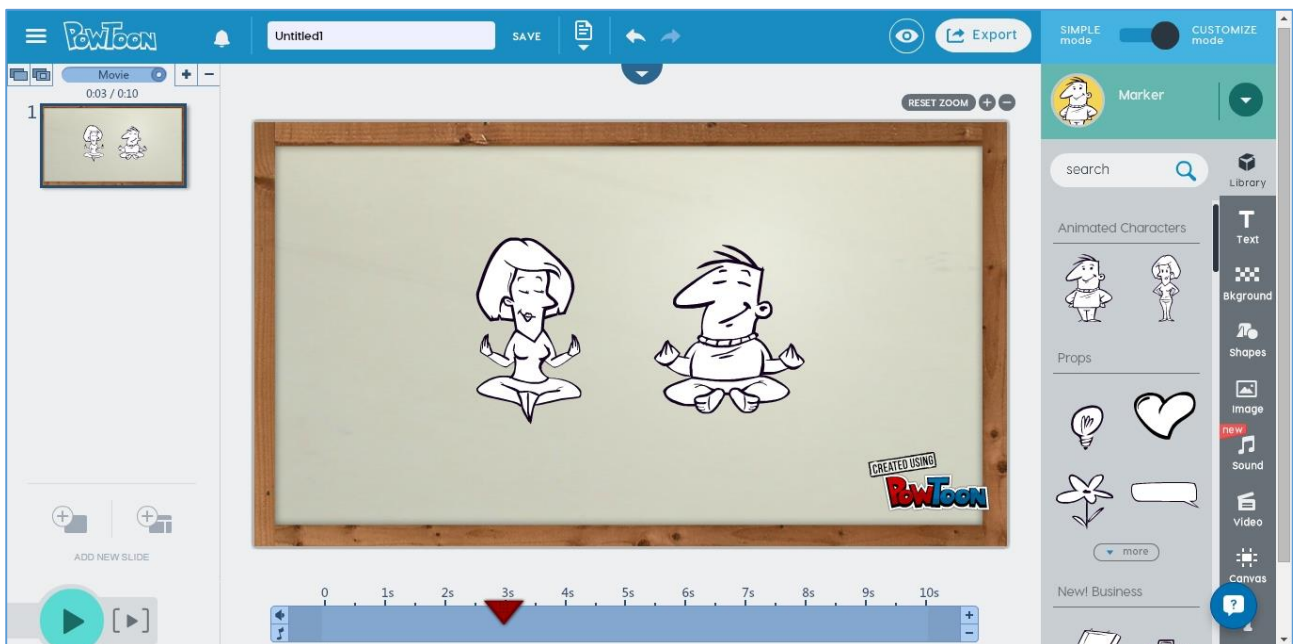 POWTOON
Untitled1
SAVE
Export
SIMPLE mode
CUSTOMIZE mode
Movie
0:03 / 0:10
1
RESET ZOOM
Marker
search
Library
Animated Characters
Text
Bkground
Shapes
Props
Image
new
Sound
Video
more
Canvas
New! Business
CREATED USING
POWTOON
ADD NEW SLIDE
0 1s 2s 3s 4s 5s 6s 7s 8s 9s 10s